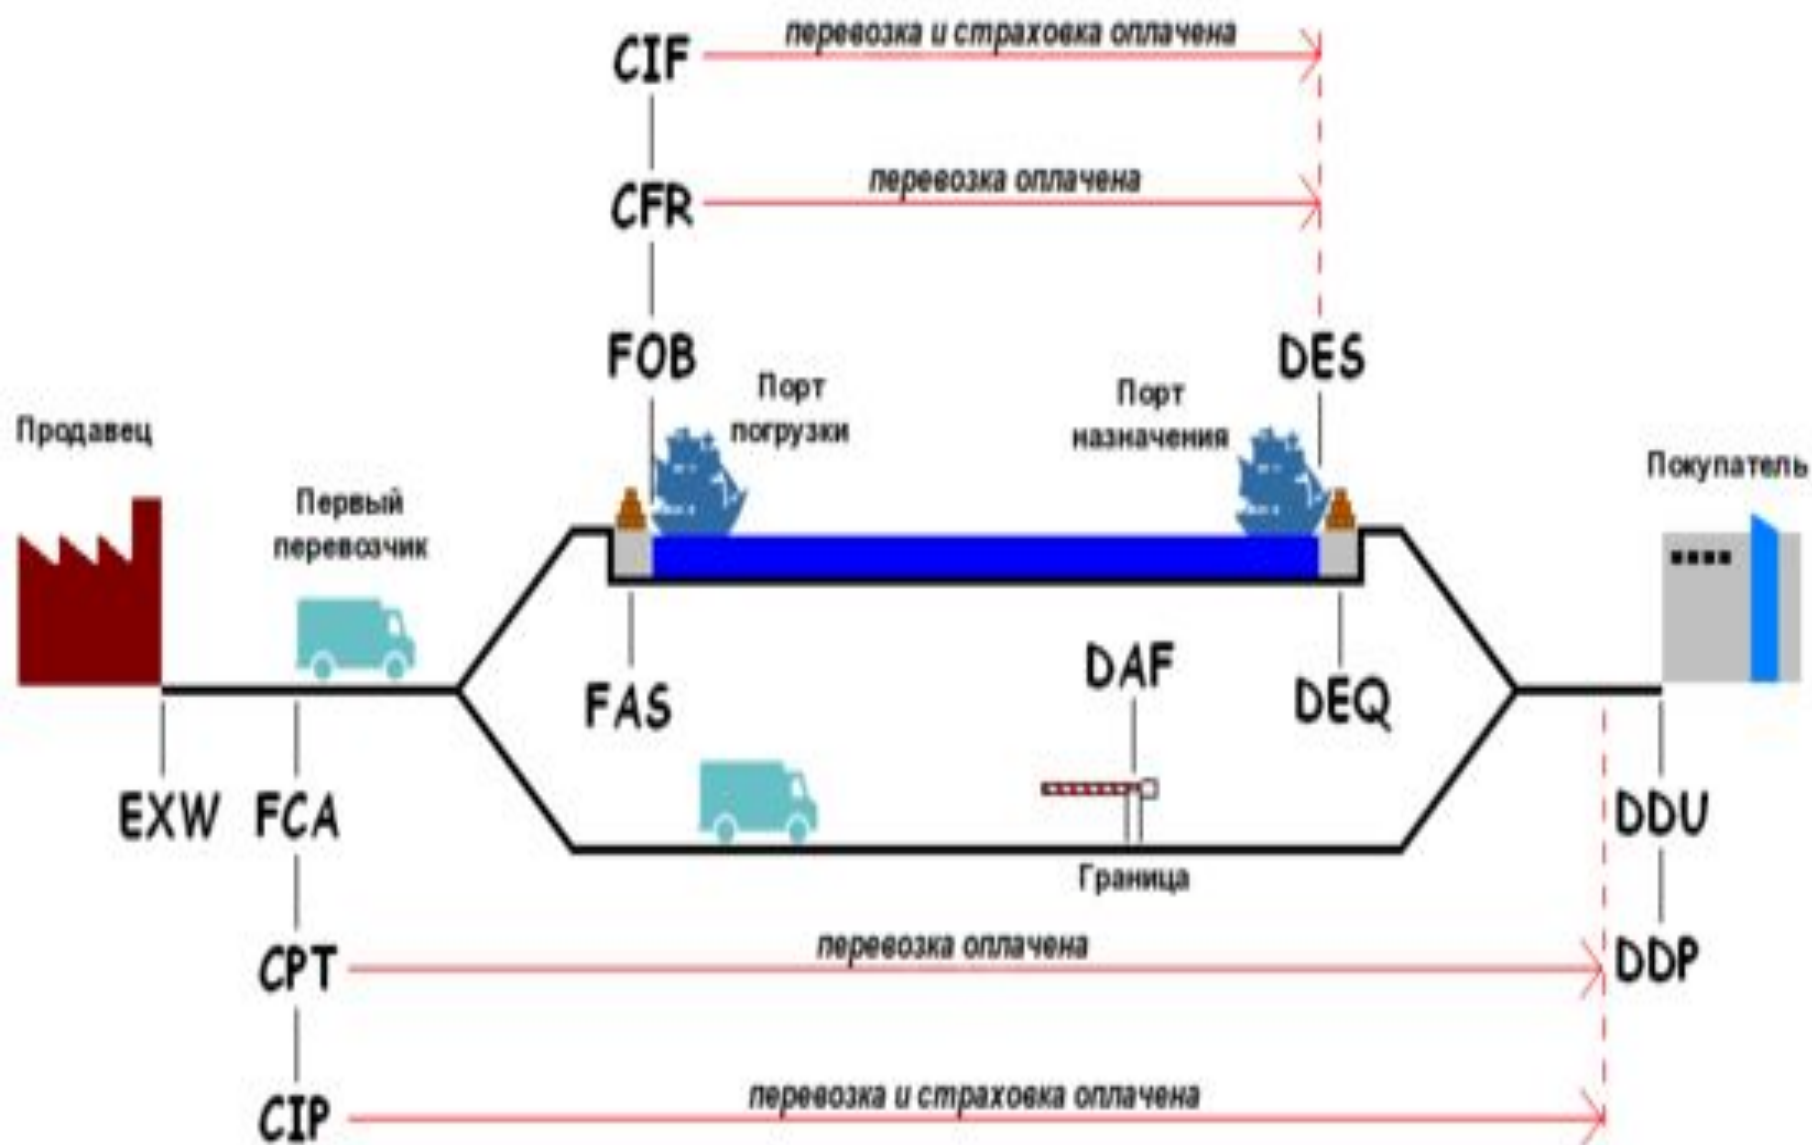 CIF
перевозка и страховка оплачена
CFR
перевозка оплачена
FOB
DES
Порт
погрузки
Порт
назначения
Продавец
Покупатель
Первый
перевозчик
FAS
DAF
DEQ
EXW
FCA
DDU
Граница
CPT
перевозка оплачена
DDP
CIP
перевозка и страховка оплачена